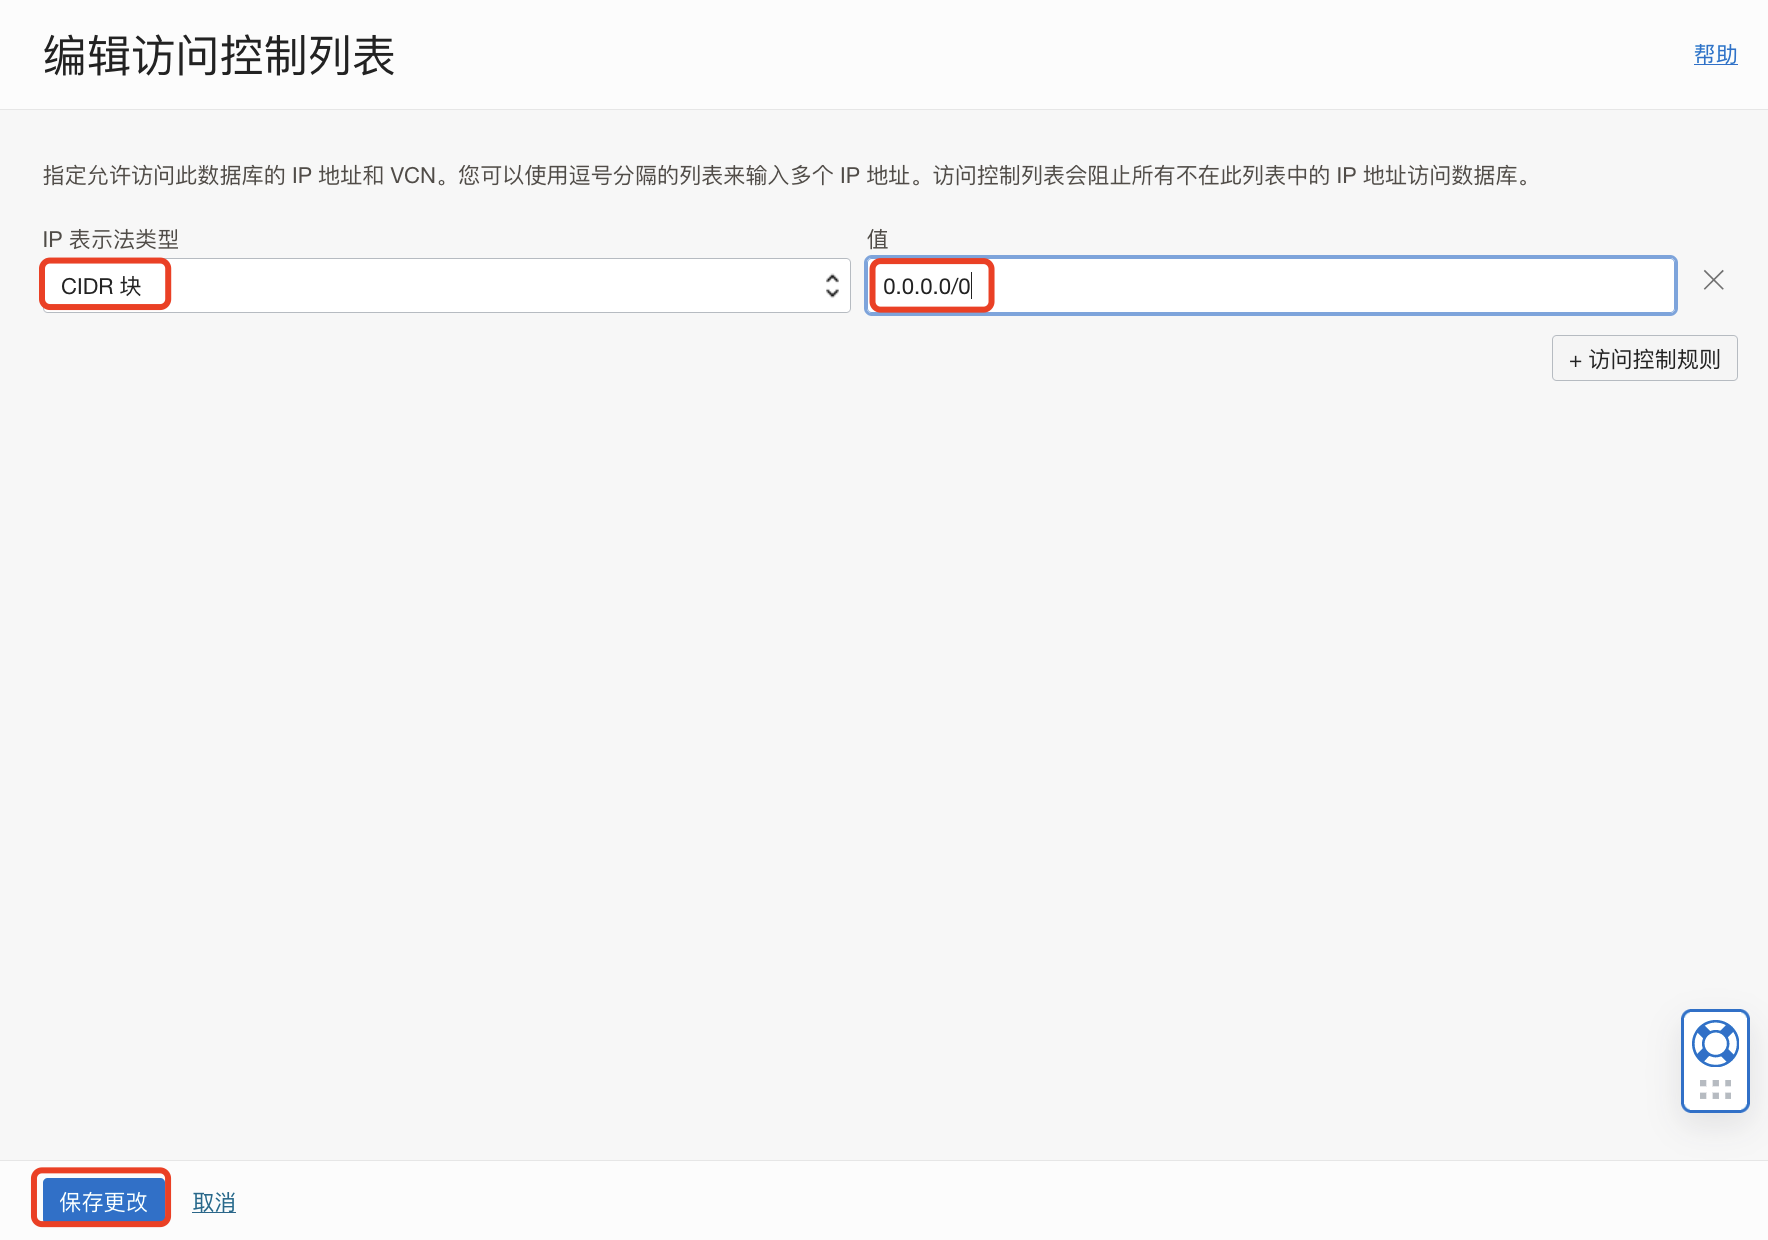 编辑访问控制列表
帮助
指定允许访问此数据库的 IP 地址和 VCN。您可以使用逗号分隔的列表来输入多个 IP 地址。访问控制列表会阻止所有不在此列表中的 IP 地址访问数据库。
IP 表示法类型
值
CIDR 块
0.0.0.0/0
+ 访问控制规则
保存更改
取消